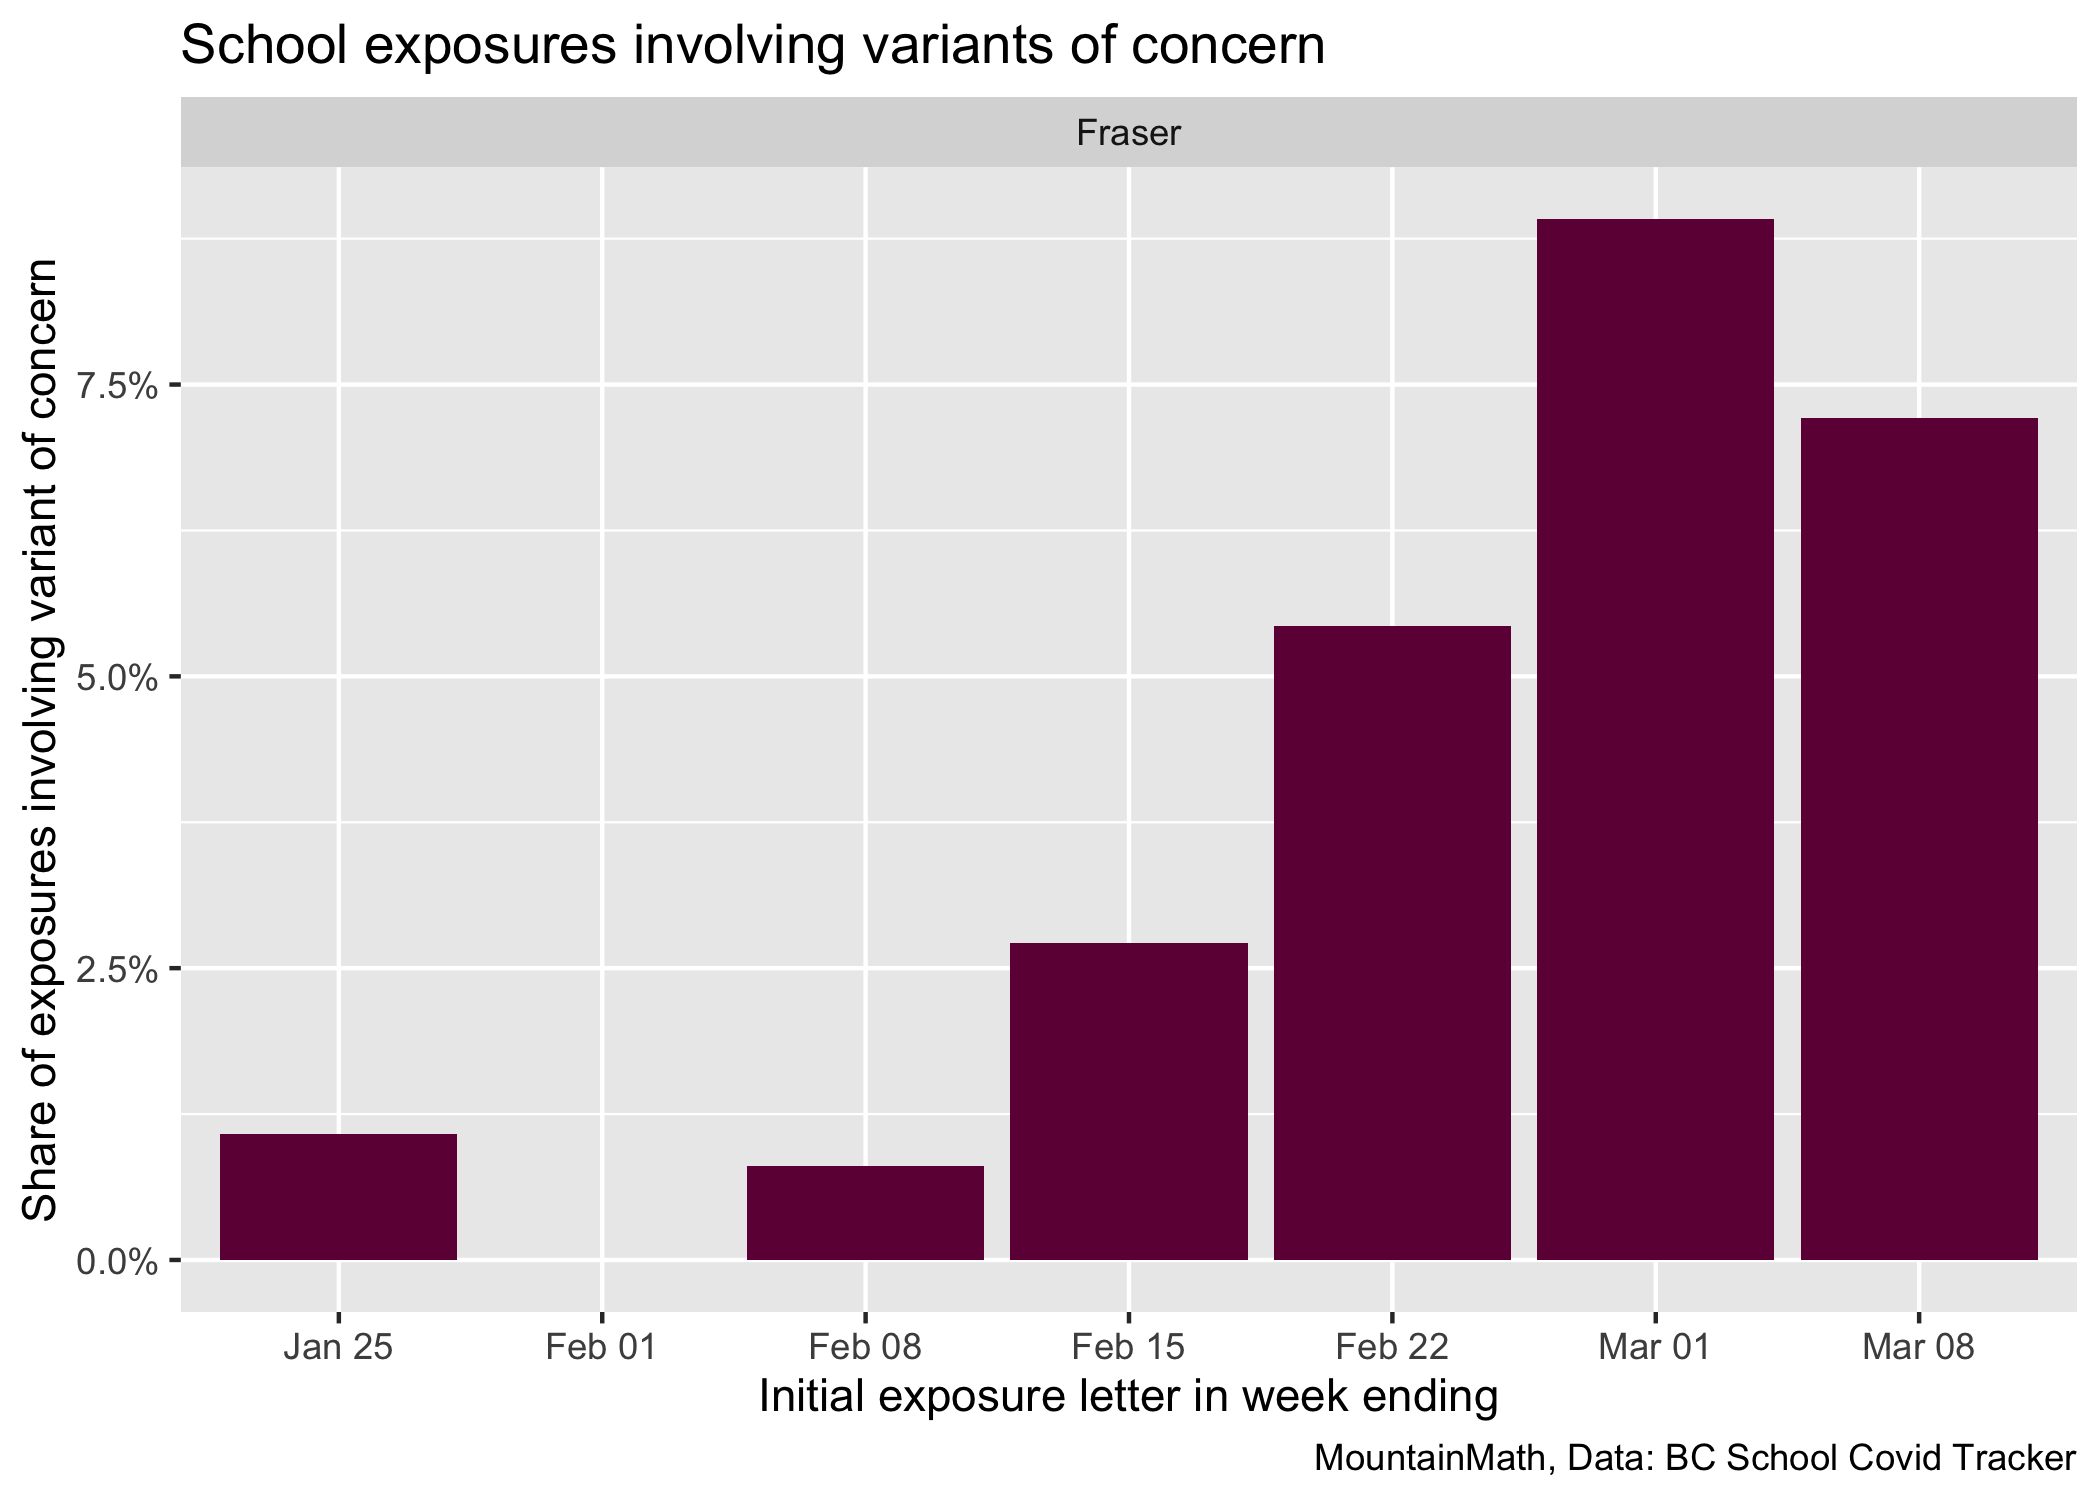 School exposures involving variants of concern
Fraser
Share of exposures involving variant of concern
7.5%
5.0%
2.5%
0.0%
Jan 25
Feb 01
Feb 08
Feb 15
Feb 22
Mar 01
Mar 08
Initial exposure letter in week ending
MountainMath, Data: BC School Covid Tracker